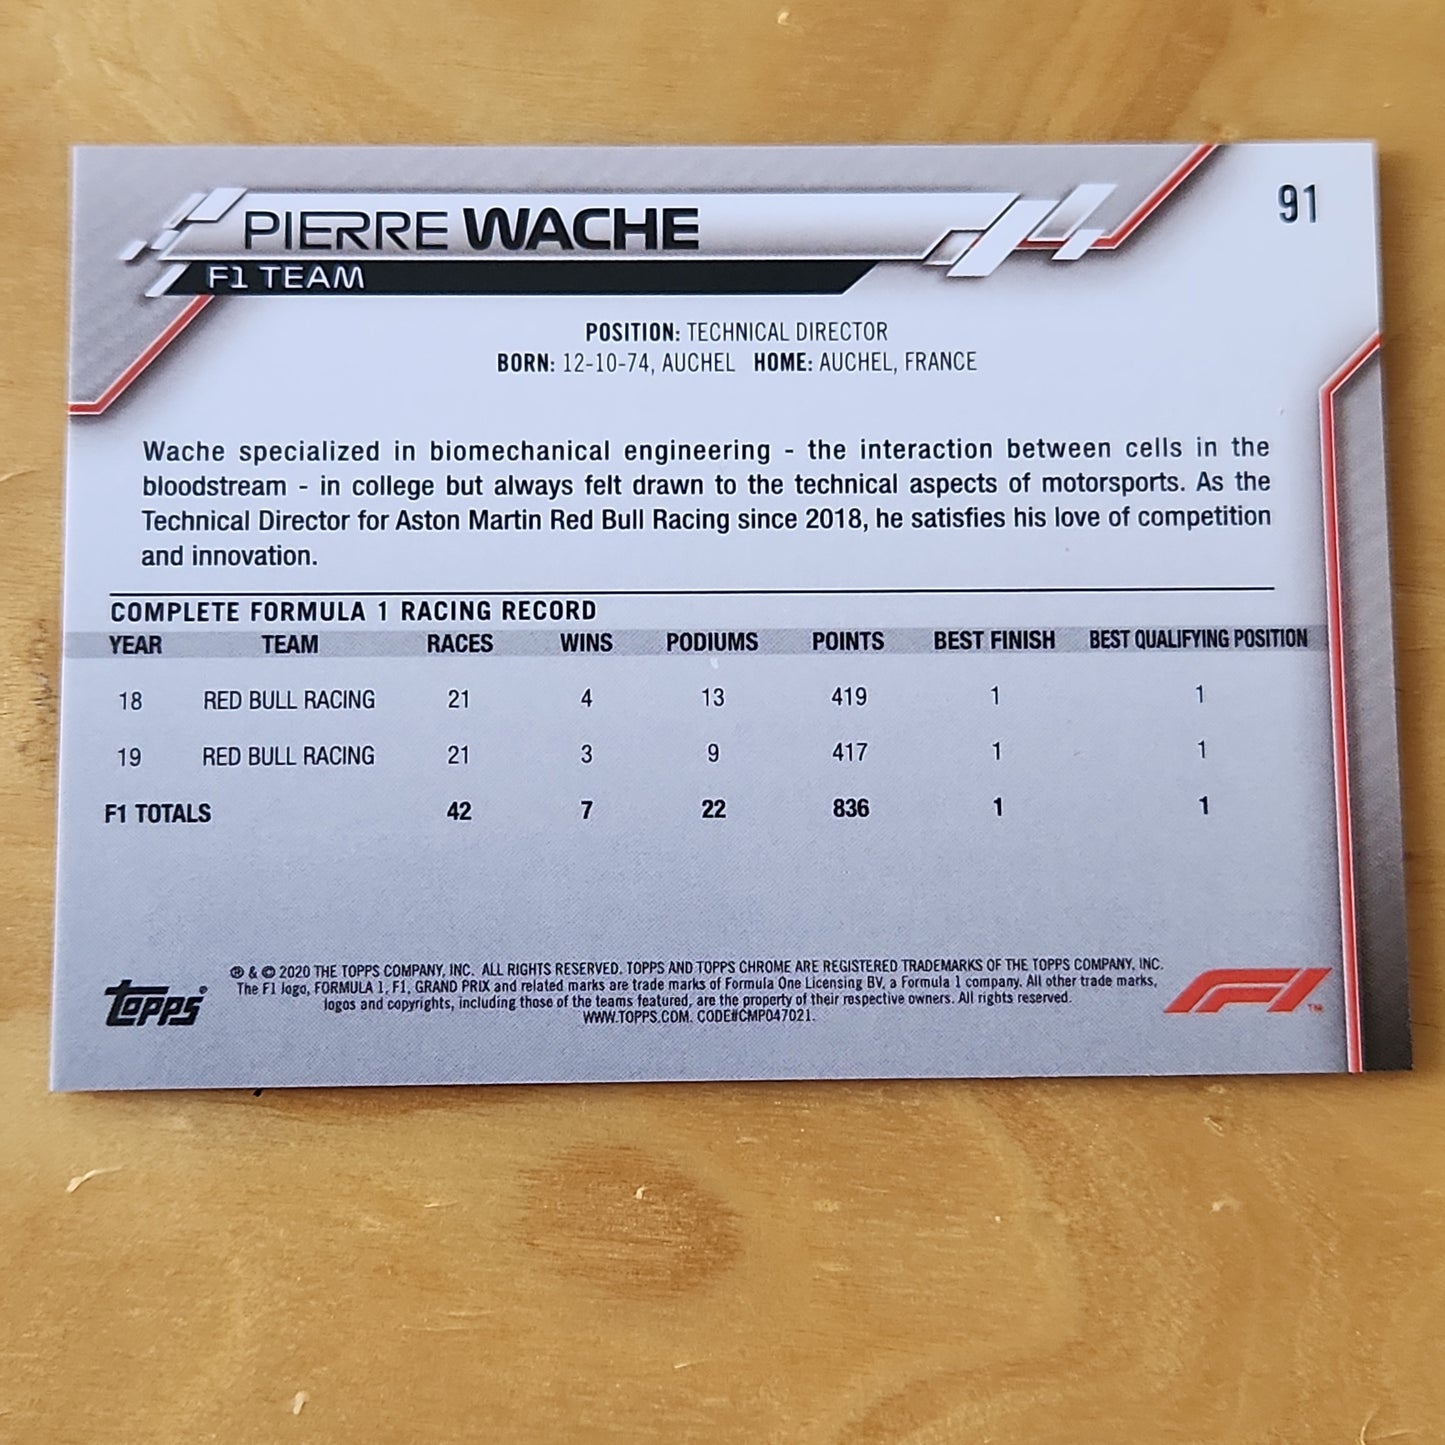 91
PIERRE WACHE
F1 TEAM
POSITION: TECHNICAL DIRECTOR
BORN: 12-10-74, AUCHEL HOME: AUCHEL, FRANCE
Wache specialized in biomechanical engineering - the interaction between cells in the
bloodstream - in college but always felt drawn to the technical aspects of motorsports. As the
Technical Director for Aston Martin Red Bull Racing since 2018, he satisfies his love of competition
and innovation.
COMPLETE FORMULA 1 RACING RECORD
YEAR TEAM RACES WINS PODIUMS POINTS BEST FINISH BEST QUALIFYING POSITION
18 RED BULL RACING 21 4 13 419 1 1
19 RED BULL RACING 21 3 9 417 1 1
F1 TOTALS 42 7 22 836 1 1
® & © 2020 THE TOPPS COMPANY, INC. ALL RIGHTS RESERVED. TOPPS AND TOPPS CHROME ARE REGISTERED TRADEMARKS OF THE TOPPS COMPANY, INC.
The F1 logo, FORMULA 1, F1, GRAND PRIX and related marks are trade marks of Formula One Licensing BV, a Formula 1 company. All other trade marks,
logos and copyrights, including those of the teams featured, are the property of their respective owners. All rights reserved.
WWW.TOPPS.COM. CODE#CMP047021.
Topps®
F1™